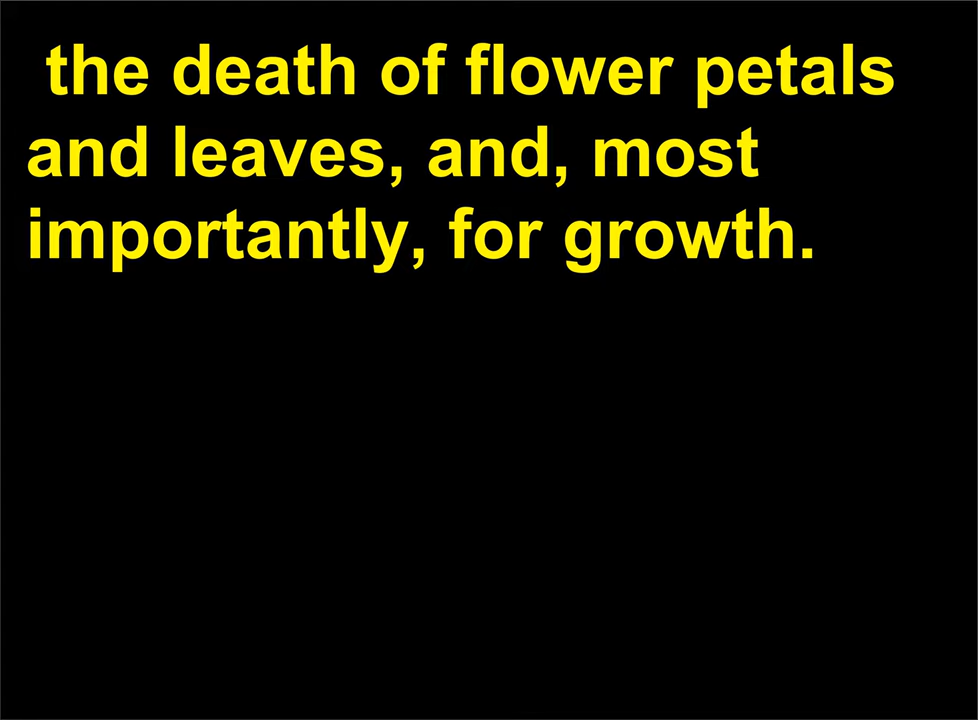 the death of flower petals
and leaves, and, most
importantly, for growth.